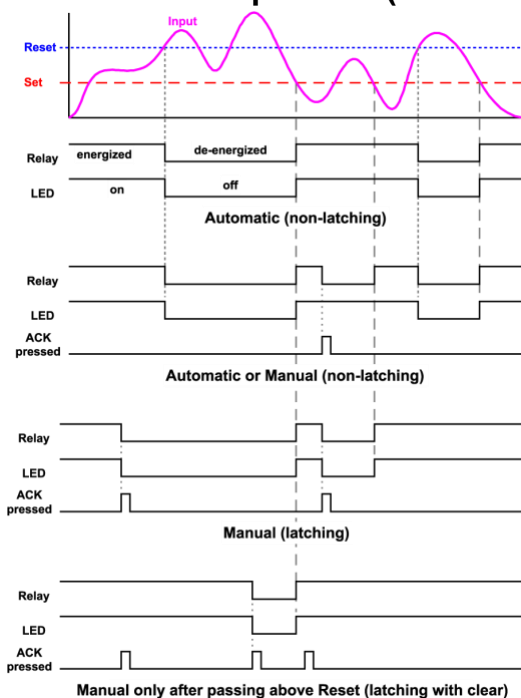 Input
Reset
Set
Relay energized de-energized
LED on off
Automatic (non-latching)
Relay
LED
ACK
pressed
Automatic or Manual (non-latching)
Relay
LED
ACK
pressed
Manual (latching)
Relay
LED
ACK
pressed
Manual only after passing above Reset (latching with clear)